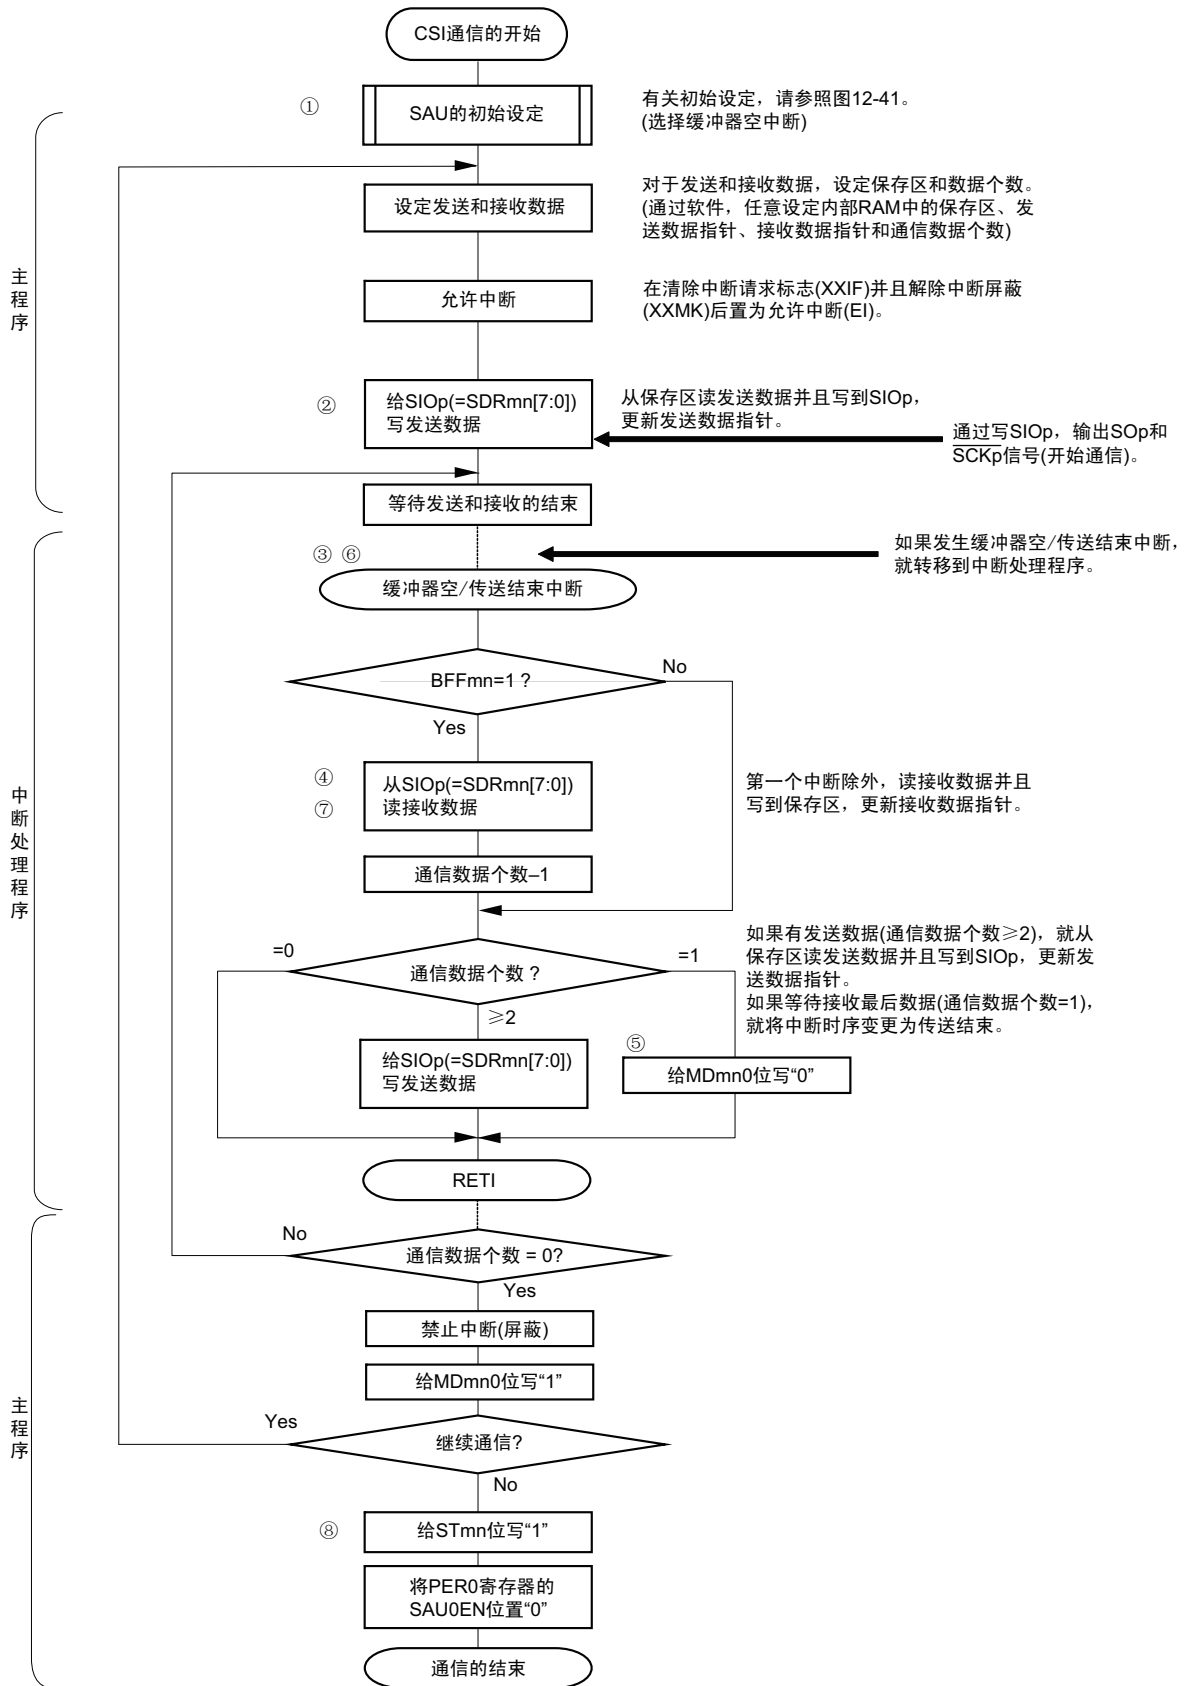 CSI通信的开始
①
SAU的初始设定
有关初始设定，请参照图12-41。
(选择缓冲器空中断)
主程序
设定发送和接收数据
对于发送和接收数据，设定保存区和数据个数。
(通过软件，任意设定内部RAM中的保存区、发
送数据指针、接收数据指针和通信数据个数)
允许中断
在清除中断请求标志(XXIF)并且解除中断屏蔽
(XXMK)后置为允许中断(EI)。
②
给SIOp(=SDRmn[7:0])
写发送数据
从保存区读发送数据并且写到SIOp，
更新发送数据指针。
通过写SIOp，输出SOp和
SCKp信号(开始通信)。
等待发送和接收的结束
③ ⑥
如果发生缓冲器空/传送结束中断，
就转移到中断处理程序。
缓冲器空/传送结束中断
BFFmn=1 ?
No
Yes
中断处理程序
④
⑦
从SIOp(=SDRmn[7:0])
读接收数据
第一个中断除外，读接收数据并且
写到保存区，更新接收数据指针。
通信数据个数–1
=0
通信数据个数 ?
=1
≥2
如果有发送数据(通信数据个数≥2)，就从
保存区读发送数据并且写到SIOp，更新发
送数据指针。
如果等待接收最后数据(通信数据个数=1)，
就将中断时序变更为传送结束。
给SIOp(=SDRmn[7:0])
写发送数据
⑤
给MDmn0位写“0”
RETI
No
通信数据个数 = 0?
Yes
禁止中断(屏蔽)
给MDmn0位写“1”
主程序
Yes
继续通信?
No
⑧
给STmn位写“1”
将PER0寄存器的
SAU0EN位置“0”
通信的结束